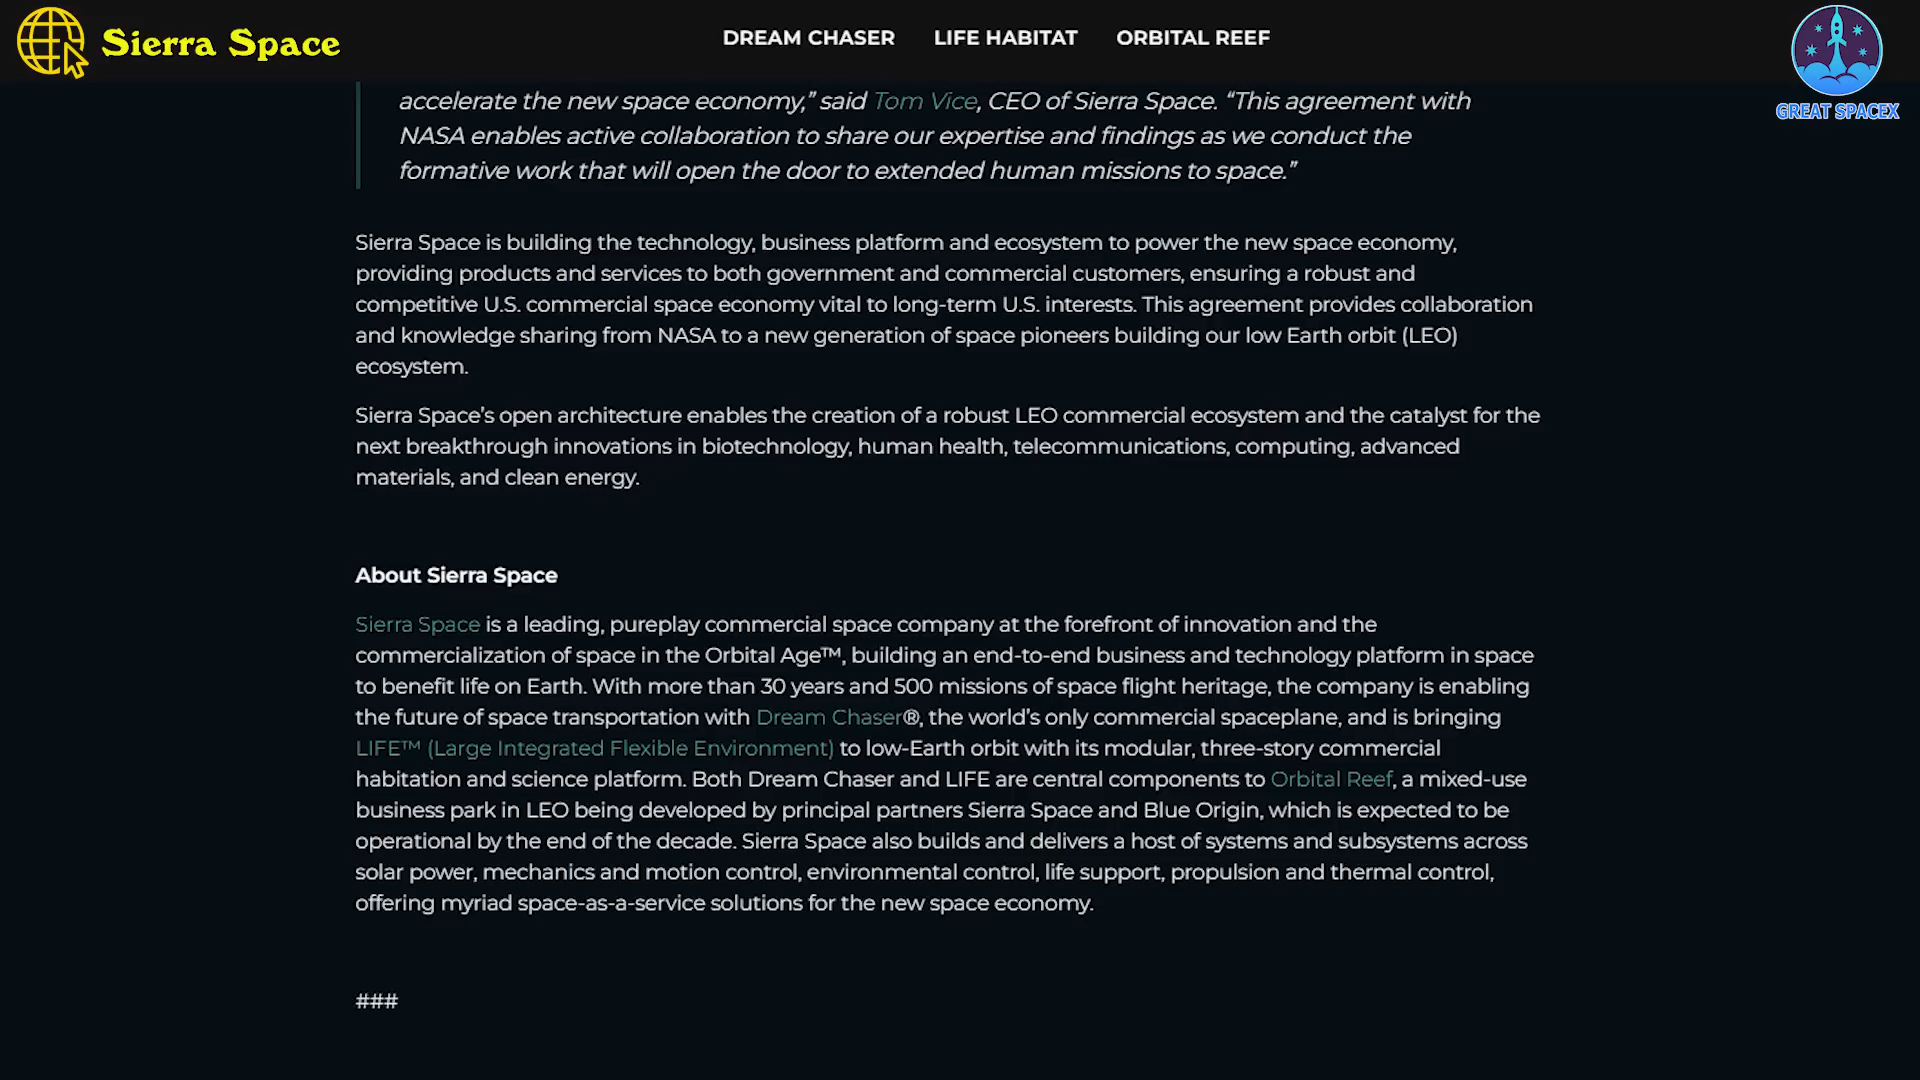 Sierra Space
DREAM CHASER
LIFE HABITAT
ORBITAL REEF
GREAT SPACEX
accelerate the new space economy,” said Tom Vice, CEO of Sierra Space. “This agreement with
NASA enables active collaboration to share our expertise and findings as we conduct the
formative work that will open the door to extended human missions to space.”
Sierra Space is building the technology, business platform and ecosystem to power the new space economy,
providing products and services to both government and commercial customers, ensuring a robust and
competitive U.S. commercial space economy vital to long-term U.S. interests. This agreement provides collaboration
and knowledge sharing from NASA to a new generation of space pioneers building our low Earth orbit (LEO)
ecosystem.
Sierra Space’s open architecture enables the creation of a robust LEO commercial ecosystem and the catalyst for the
next breakthrough innovations in biotechnology, human health, telecommunications, computing, advanced
materials, and clean energy.
About Sierra Space
Sierra Space is a leading, pureplay commercial space company at the forefront of innovation and the
commercialization of space in the Orbital Age™, building an end-to-end business and technology platform in space
to benefit life on Earth. With more than 30 years and 500 missions of space flight heritage, the company is enabling
the future of space transportation with Dream Chaser®, the world’s only commercial spaceplane, and is bringing
LIFE™ (Large Integrated Flexible Environment) to low-Earth orbit with its modular, three-story commercial
habitation and science platform. Both Dream Chaser and LIFE are central components to Orbital Reef, a mixed-use
business park in LEO being developed by principal partners Sierra Space and Blue Origin, which is expected to be
operational by the end of the decade. Sierra Space also builds and delivers a host of systems and subsystems across
solar power, mechanics and motion control, environmental control, life support, propulsion and thermal control,
offering myriad space-as-a-service solutions for the new space economy.
###